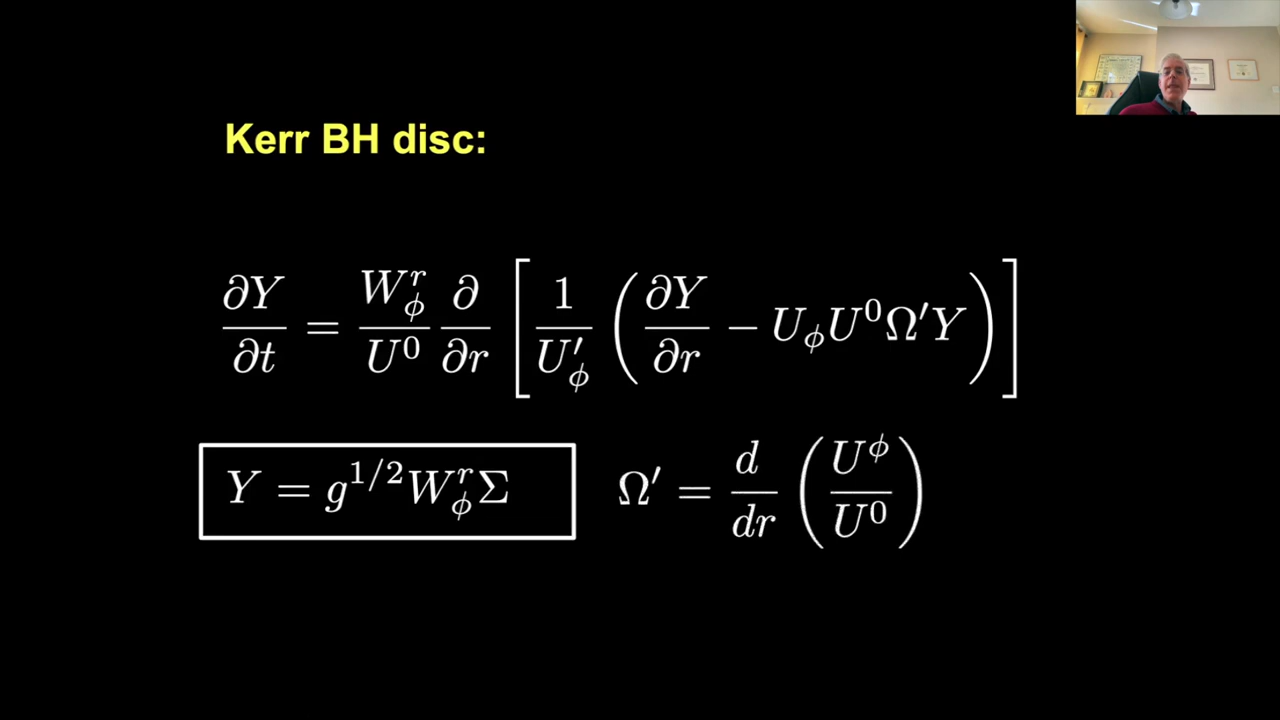 Kerr BH disc:
∂Y/∂t = W^r_ϕ/U^0 ∂/∂r [ 1/U′_ϕ ( ∂Y/∂r − U_ϕ U^0 Ω′ Y ) ]
Y = g^{1/2} W^r_ϕ Σ
Ω′ = d/dr ( U^ϕ/U^0 )